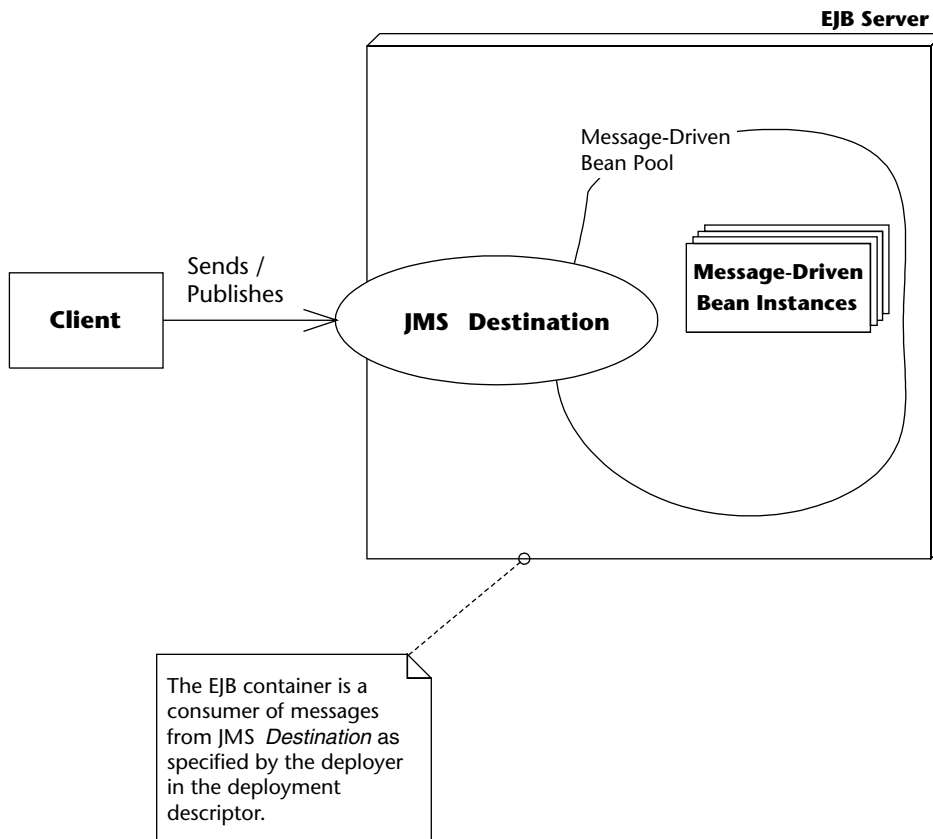 EJB Server
Message-Driven
Bean Pool
Message-Driven
Bean Instances
Sends /
Publishes
Client
JMS Destination
The EJB container is a
consumer of messages
from JMS Destination as
specified by the deployer
in the deployment
descriptor.